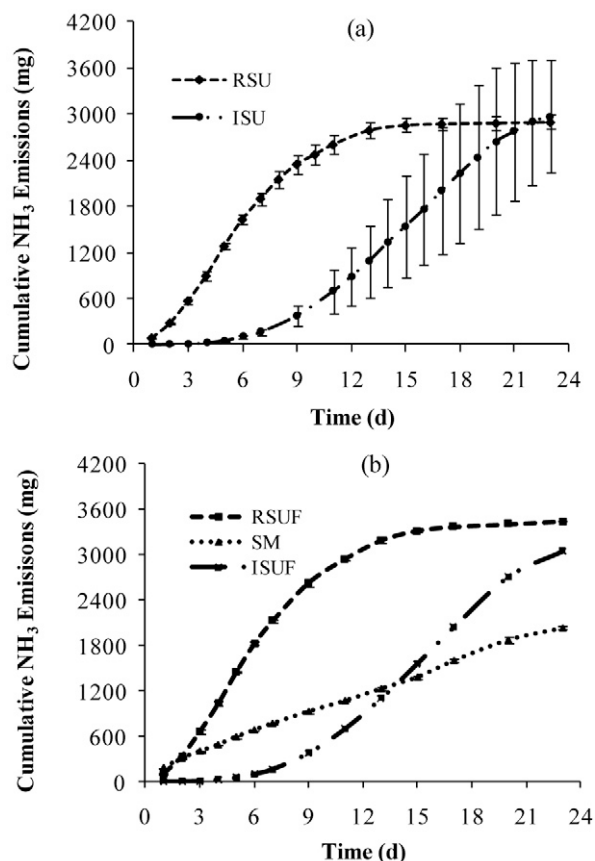 (a)
Cumulative NH3 Emissions (mg)
4200
3600
3000
2400
1800
1200
600
0
RSU
ISU
0 3 6 9 12 15 18 21 24
Time (d)
(b)
Cumulative NH3 Emisisons (mg)
4200
3600
3000
2400
1800
1200
600
0
RSUF
SM
ISUF
0 3 6 9 12 15 18 21 24
Time (d)